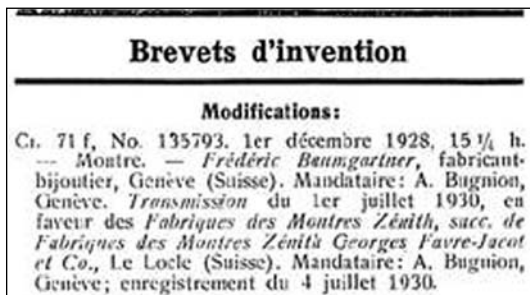 Brevets d'invention
Modifications:
Cl. 71 f, No. 135793. 1er décembre 1928, 15 ¼ h.
— Montre. — Frédéric Baumgartner, fabricant-
bijoutier, Genève (Suisse). Mandataire: A. Bugnion,
Genève. Transmission du 1er juillet 1930, en
faveur des Fabriques des Montres Zénith, succ. de
Fabriques des Montres Zénith Georges Favre-Jacot
et Co., Le Locle (Suisse). Mandataire: A. Bugnion,
Genève; enregistrement du 4 juillet 1930.